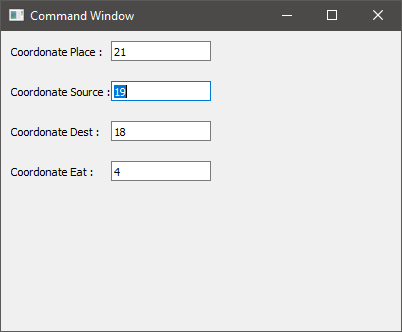 Command Window
Coordonate Place : 21
Coordonate Source : 19
Coordonate Dest : 18
Coordonate Eat : 4